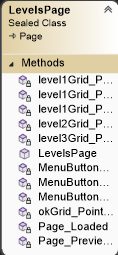 LevelsPage
Sealed Class
Page
Methods
level1Grid_P...
level1Grid_P...
level1Grid_P...
level2Grid_P...
level3Grid_P...
LevelsPage
MenuButton...
MenuButton...
MenuButton...
okGrid_Point...
Page_Loaded
Page_Previe...